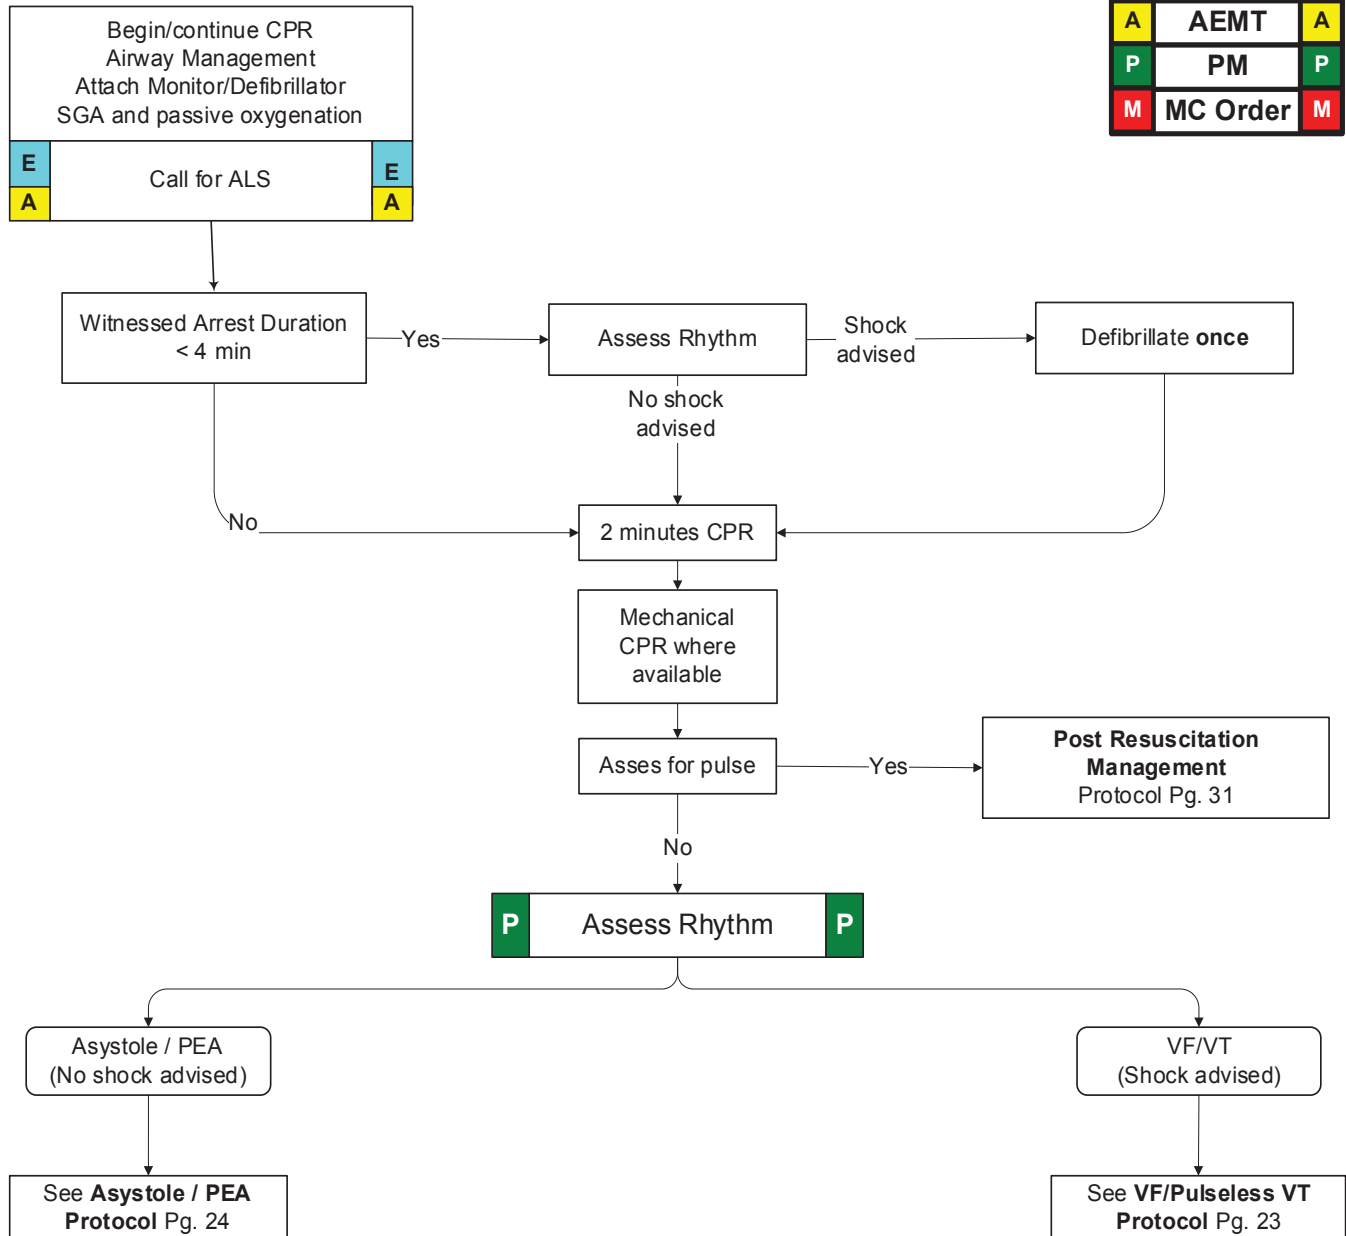 Begin/continue CPR
Airway Management
Attach Monitor/Defibrillator
SGA and passive oxygenation
E Call for ALS E
A A
A AEMT A
P PM P
M MC Order M
Witnessed Arrest Duration
< 4 min
Yes
Assess Rhythm
Shock
advised
Defibrillate once
No shock
advised
No
2 minutes CPR
Mechanical
CPR where
available
Asses for pulse
Yes
Post Resuscitation
Management
Protocol Pg. 31
No
P Assess Rhythm P
Asystole / PEA
(No shock advised)
VF/VT
(Shock advised)
See Asystole / PEA
Protocol Pg. 24
See VF/Pulseless VT
Protocol Pg. 23